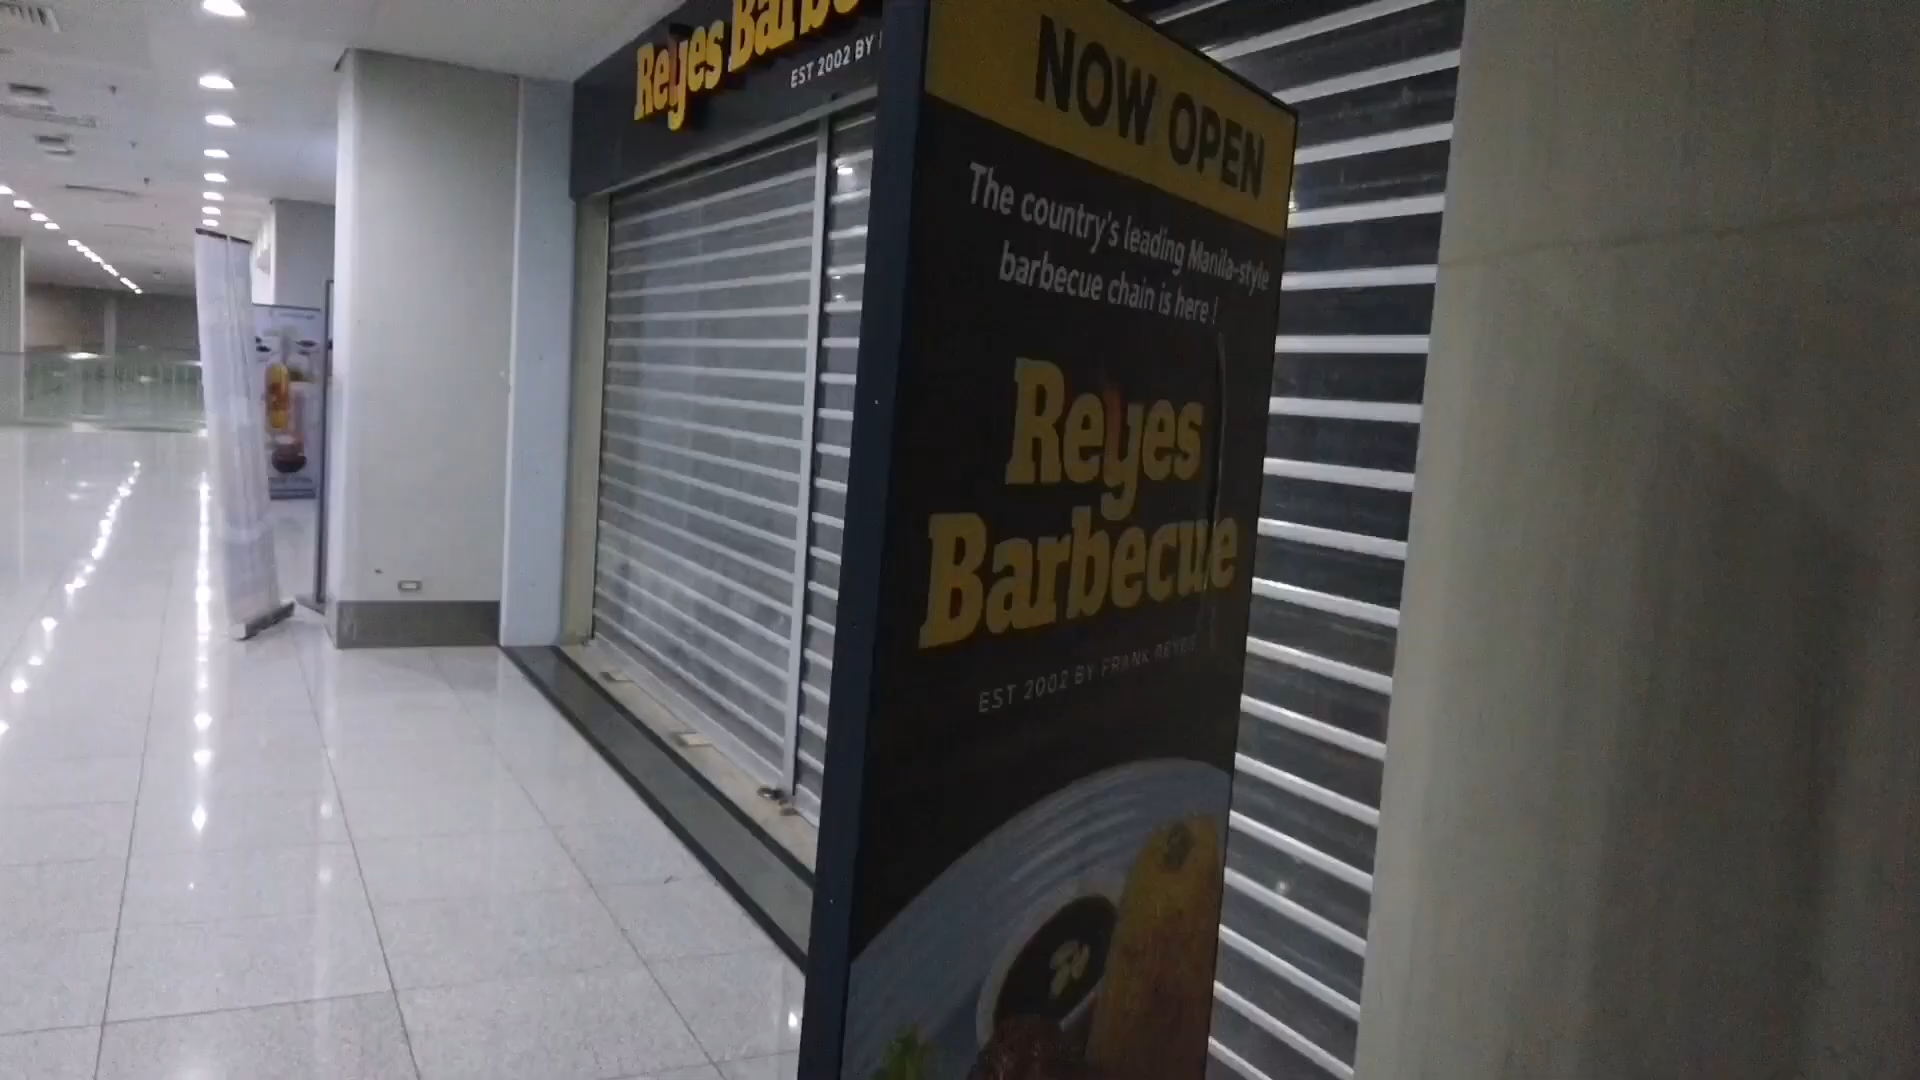 Reyes Barbe
EST 2002 BY
NOW OPEN
The country's leading Manila-style
barbecue chain is here !
Reyes
Barbecue
EST 2002 BY FRANK REYES